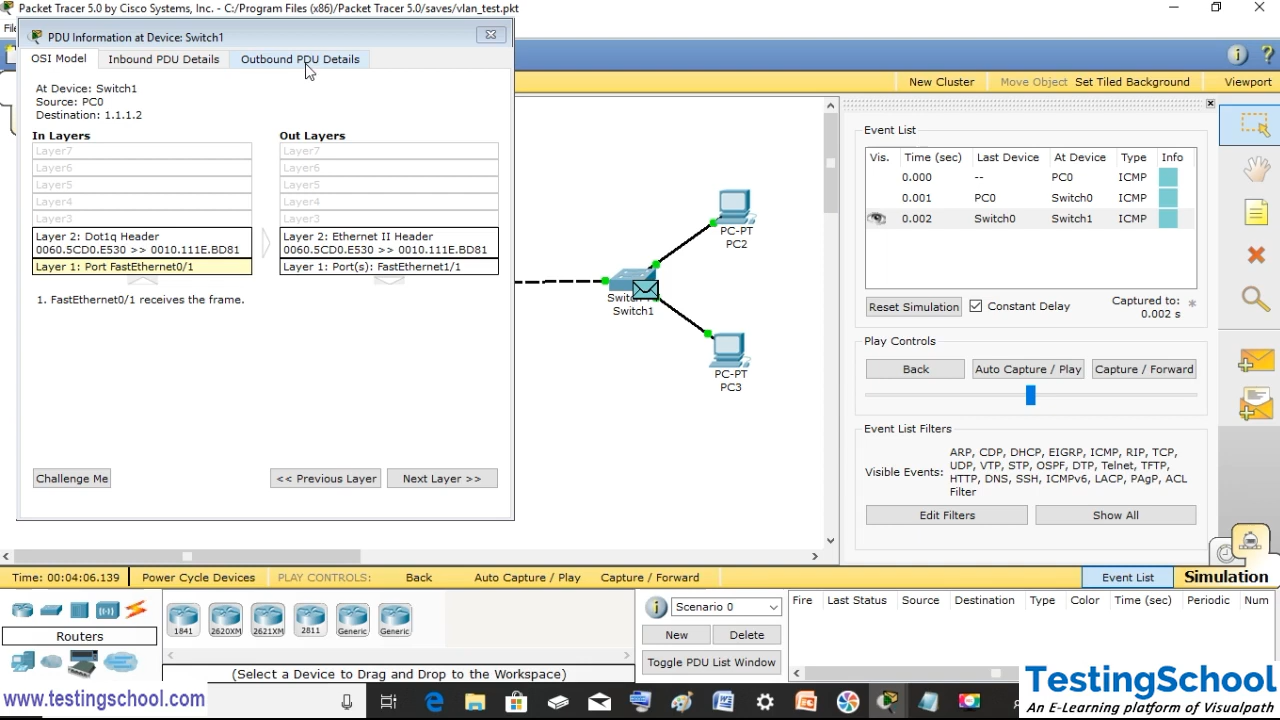 Packet Tracer 5.0 by Cisco Systems, Inc. - C:/Program Files (x86)/Packet Tracer 5.0/saves/vlan_test.pkt
PDU Information at Device: Switch1
OSI Model
Inbound PDU Details
Outbound PDU Details
At Device: Switch1
Source: PC0
Destination: 1.1.1.2
In Layers
Out Layers
Layer7
Layer7
Layer6
Layer6
Layer5
Layer5
Layer4
Layer4
Layer3
Layer3
Layer 2: Dot1q Header
0060.5CD0.E530 >> 0010.111E.BD81
Layer 2: Ethernet II Header
0060.5CD0.E530 >> 0010.111E.BD81
Layer 1: Port FastEthernet0/1
Layer 1: Port(s): FastEthernet1/1
1. FastEthernet0/1 receives the frame.
Challenge Me
<< Previous Layer
Next Layer >>
New Cluster
Move Object
Set Tiled Background
Viewport
PC-PT
PC2
Switch1
PC-PT
PC3
Event List
Vis. Time (sec) Last Device At Device Type Info
0.000 -- PC0 ICMP
0.001 PC0 Switch0 ICMP
0.002 Switch0 Switch1 ICMP
Reset Simulation
Constant Delay
Captured to:
0.002 s
*
Play Controls
Back
Auto Capture / Play
Capture / Forward
Event List Filters
Visible Events:
ARP, CDP, DHCP, EIGRP, ICMP, RIP, TCP,
UDP, VTP, STP, OSPF, DTP, Telnet, TFTP,
HTTP, DNS, SSH, ICMPv6, LACP, PAgP, ACL
Filter
Edit Filters
Show All
Time: 00:04:06.139
Power Cycle Devices
PLAY CONTROLS:
Back
Auto Capture / Play
Capture / Forward
Event List
Simulation
Routers
1841
2620XM
2621XM
2811
Generic
Generic
(Select a Device to Drag and Drop to the Workspace)
Scenario 0
New
Delete
Toggle PDU List Window
Fire Last Status Source Destination Type Color Time (sec) Periodic Num
www.testingschool.com
TestingSchool
An E-Learning platform of Visualpath